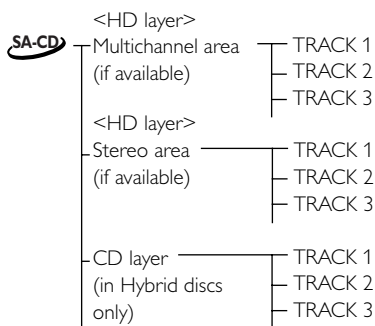 <HD layer>
SA-CD Multichannel area TRACK 1
(if available) TRACK 2
TRACK 3
<HD layer>
Stereo area TRACK 1
(if available) TRACK 2
TRACK 3
CD layer TRACK 1
(in Hybrid discs TRACK 2
only) TRACK 3